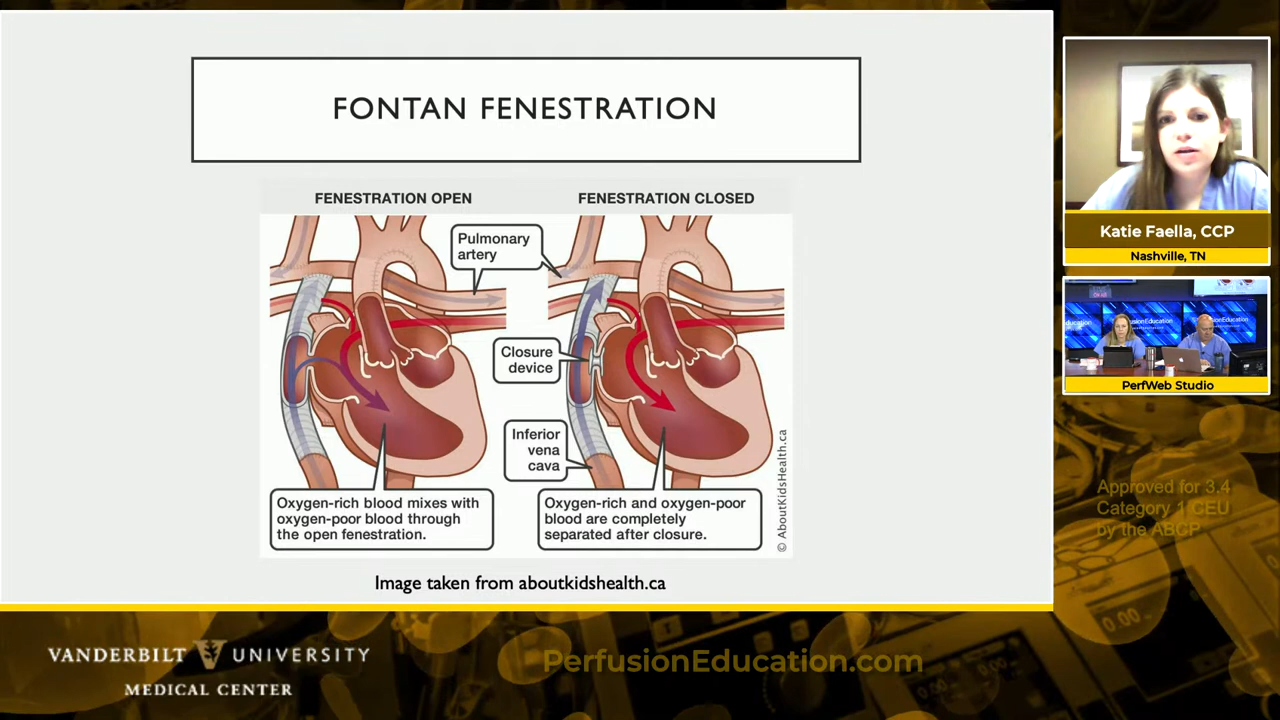 FONTAN FENESTRATION
FENESTRATION OPEN
FENESTRATION CLOSED
Pulmonary
artery
Closure
device
Inferior
vena
cava
Oxygen-rich blood mixes with
oxygen-poor blood through
the open fenestration.
Oxygen-rich and oxygen-poor
blood are completely
separated after closure.
© AboutKidsHealth.ca
Image taken from aboutkidshealth.ca
Katie Faella, CCP
Nashville, TN
PerfWeb Studio
Approved for 3.4
Category 1 CEU
by the ABCP
VANDERBILT UNIVERSITY
MEDICAL CENTER
PerfusionEducation.com